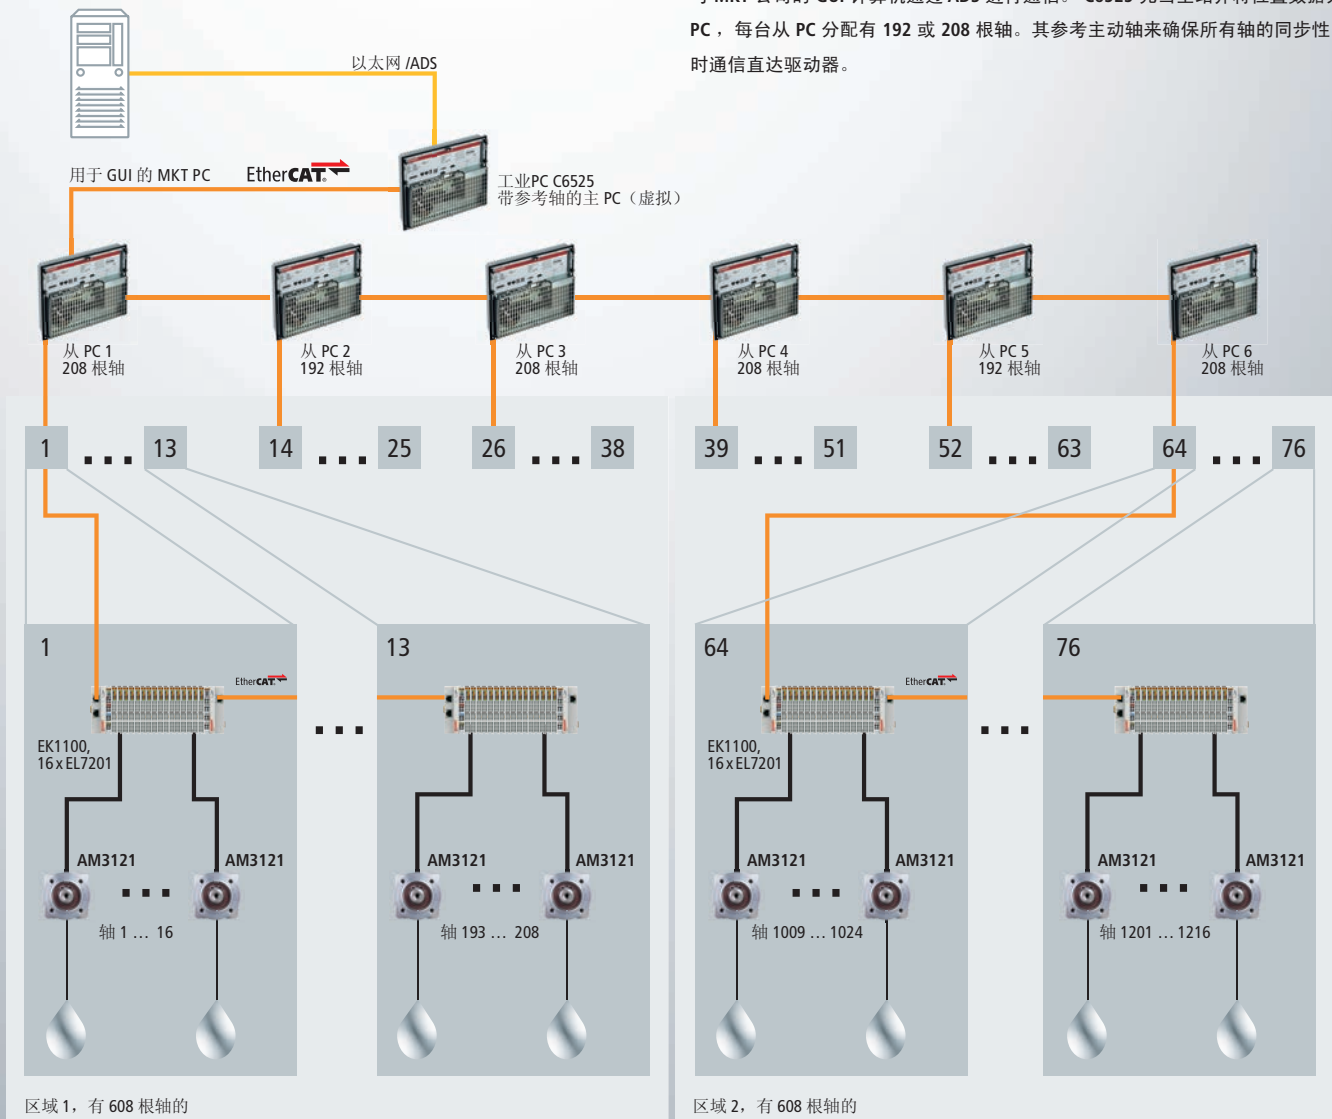 PC ，每台从 PC 分配有 192 或 208 根轴。其参考主动轴来确保所有轴的同步性
时通信直达驱动器。
以太网 /ADS
用于 GUI 的 MKT PC
EtherCAT
工业PC C6525
带参考轴的主 PC（虚拟）
从 PC 1
208 根轴
从 PC 2
192 根轴
从 PC 3
208 根轴
从 PC 4
208 根轴
从 PC 5
192 根轴
从 PC 6
208 根轴
1 ... 13
14 ... 25
26 ... 38
39 ... 51
52 ... 63
64 ... 76
1
EtherCAT
EK1100,
16 x EL7201
AM3121
...
AM3121
轴 1 … 16
...
13
AM3121
...
AM3121
轴 193 … 208
64
EtherCAT
EK1100,
16 x EL7201
AM3121
...
AM3121
轴 1009 … 1024
...
76
AM3121
...
AM3121
轴 1201 … 1216
区域 1，有 608 根轴的
区域 2，有 608 根轴的